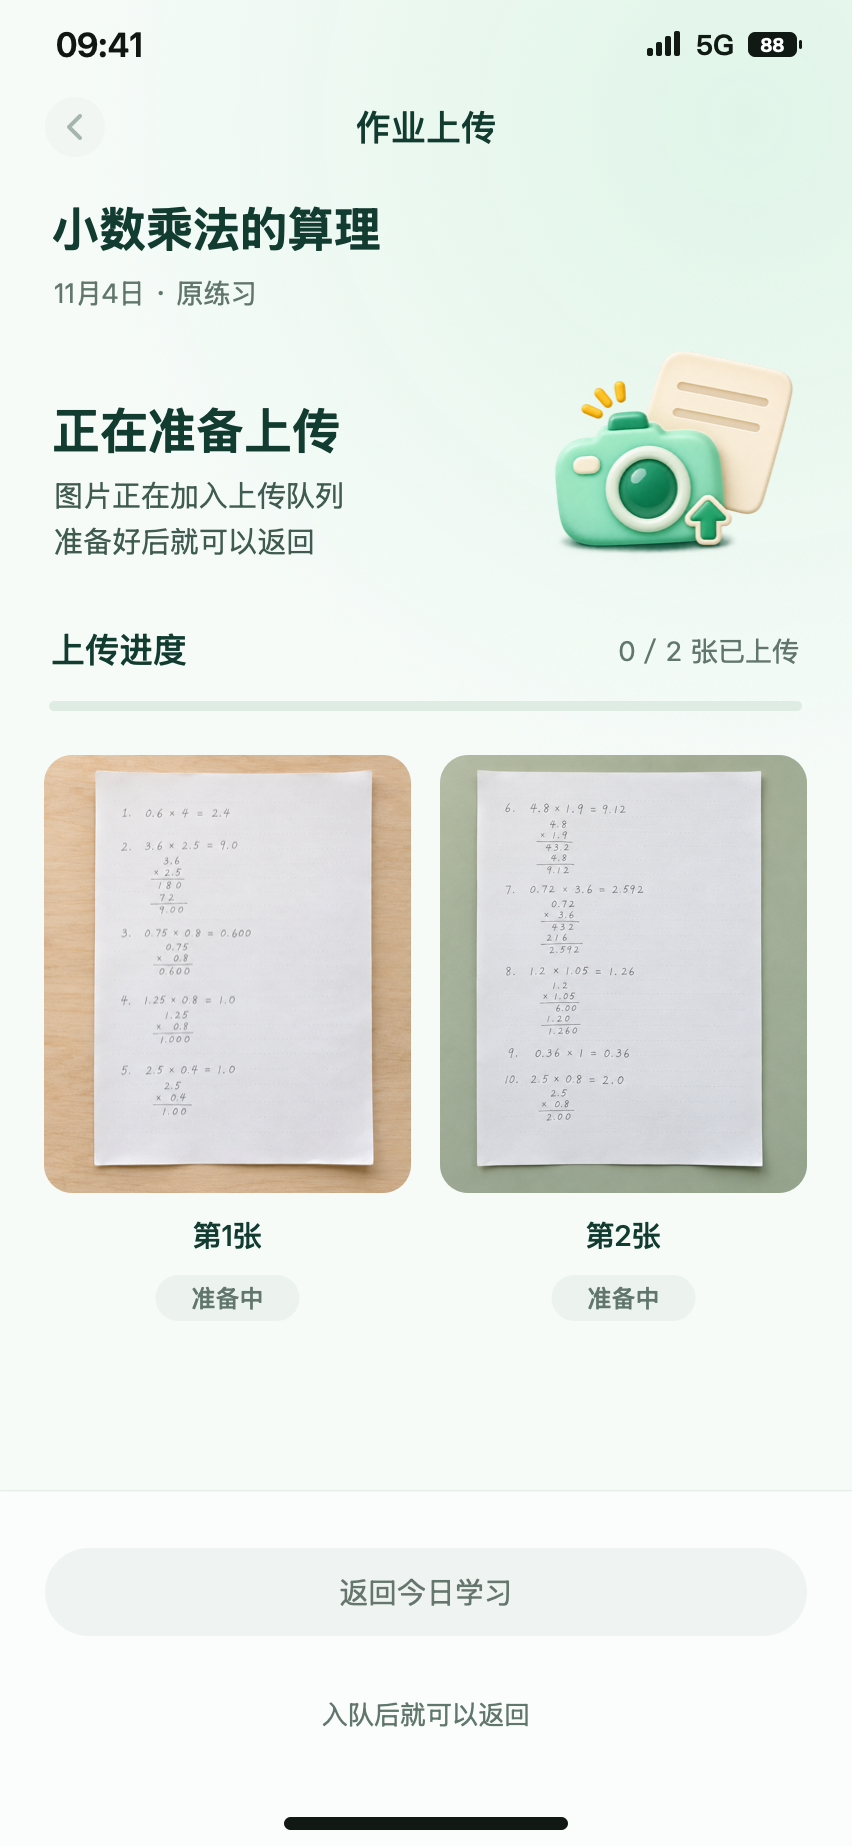 09:41
5G 88
作业上传
小数乘法的算理
11月4日 · 原练习
正在准备上传
图片正在加入上传队列
准备好后就可以返回
上传进度
0 / 2 张已上传
1. 0.6 × 4 = 2.4
2. 3.6 × 2.5 = 9.0
3.6
× 2.5
180
72
9.00
3. 0.75 × 0.8 = 0.600
0.75
× 0.8
0.600
4. 1.25 × 0.8 = 1.0
1.25
× 0.8
1.000
5. 2.5 × 0.4 = 1.0
2.5
× 0.4
1.00
6. 4.8 × 1.9 = 9.12
4.8
× 1.9
43.2
4.8
9.12
7. 0.72 × 3.6 = 2.592
0.72
× 3.6
432
216
2.592
8. 1.2 × 1.05 = 1.26
1.2
× 1.05
6.00
1.20
1.260
9. 0.36 × 1 = 0.36
10. 2.5 × 0.8 = 2.0
2.5
× 0.8
2.00
第1张
第2张
准备中
准备中
返回今日学习
入队后就可以返回